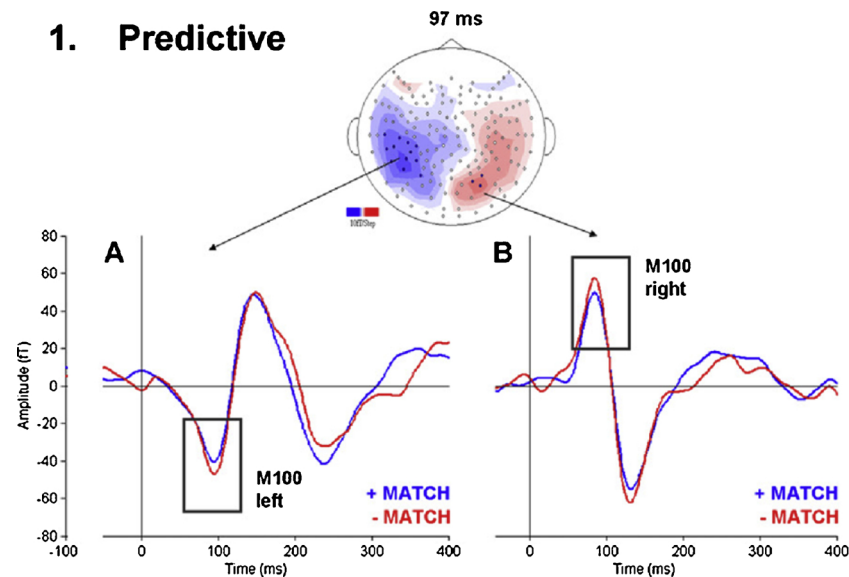 97 ms
1. Predictive
80
60
40
20
0
-20
-40
-60
-80
Amplitude (fT)
A
M100
left
+ MATCH
- MATCH
-100
0
100
200
300
400
Time (ms)
B
M100
right
+ MATCH
- MATCH
0
100
200
300
400
Time (ms)